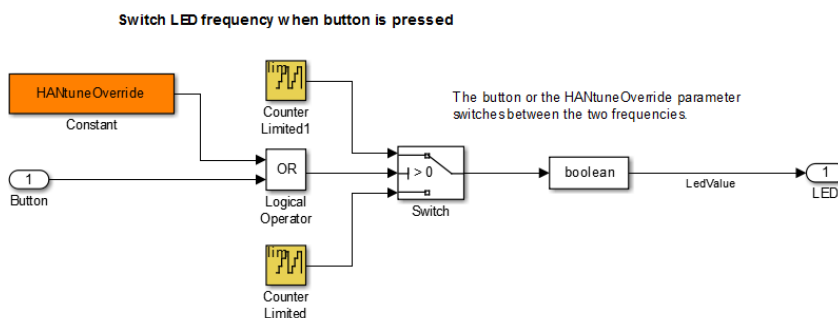 Switch LED frequency when button is pressed
HANtuneOverride
Constant
lim
Counter
Limited1
The button or the HANtuneOverride parameter
switches between the two frequencies.
1
Button
OR
Logical
Operator
> 0
Switch
boolean
LedValue
1
LED
lim
Counter
Limited